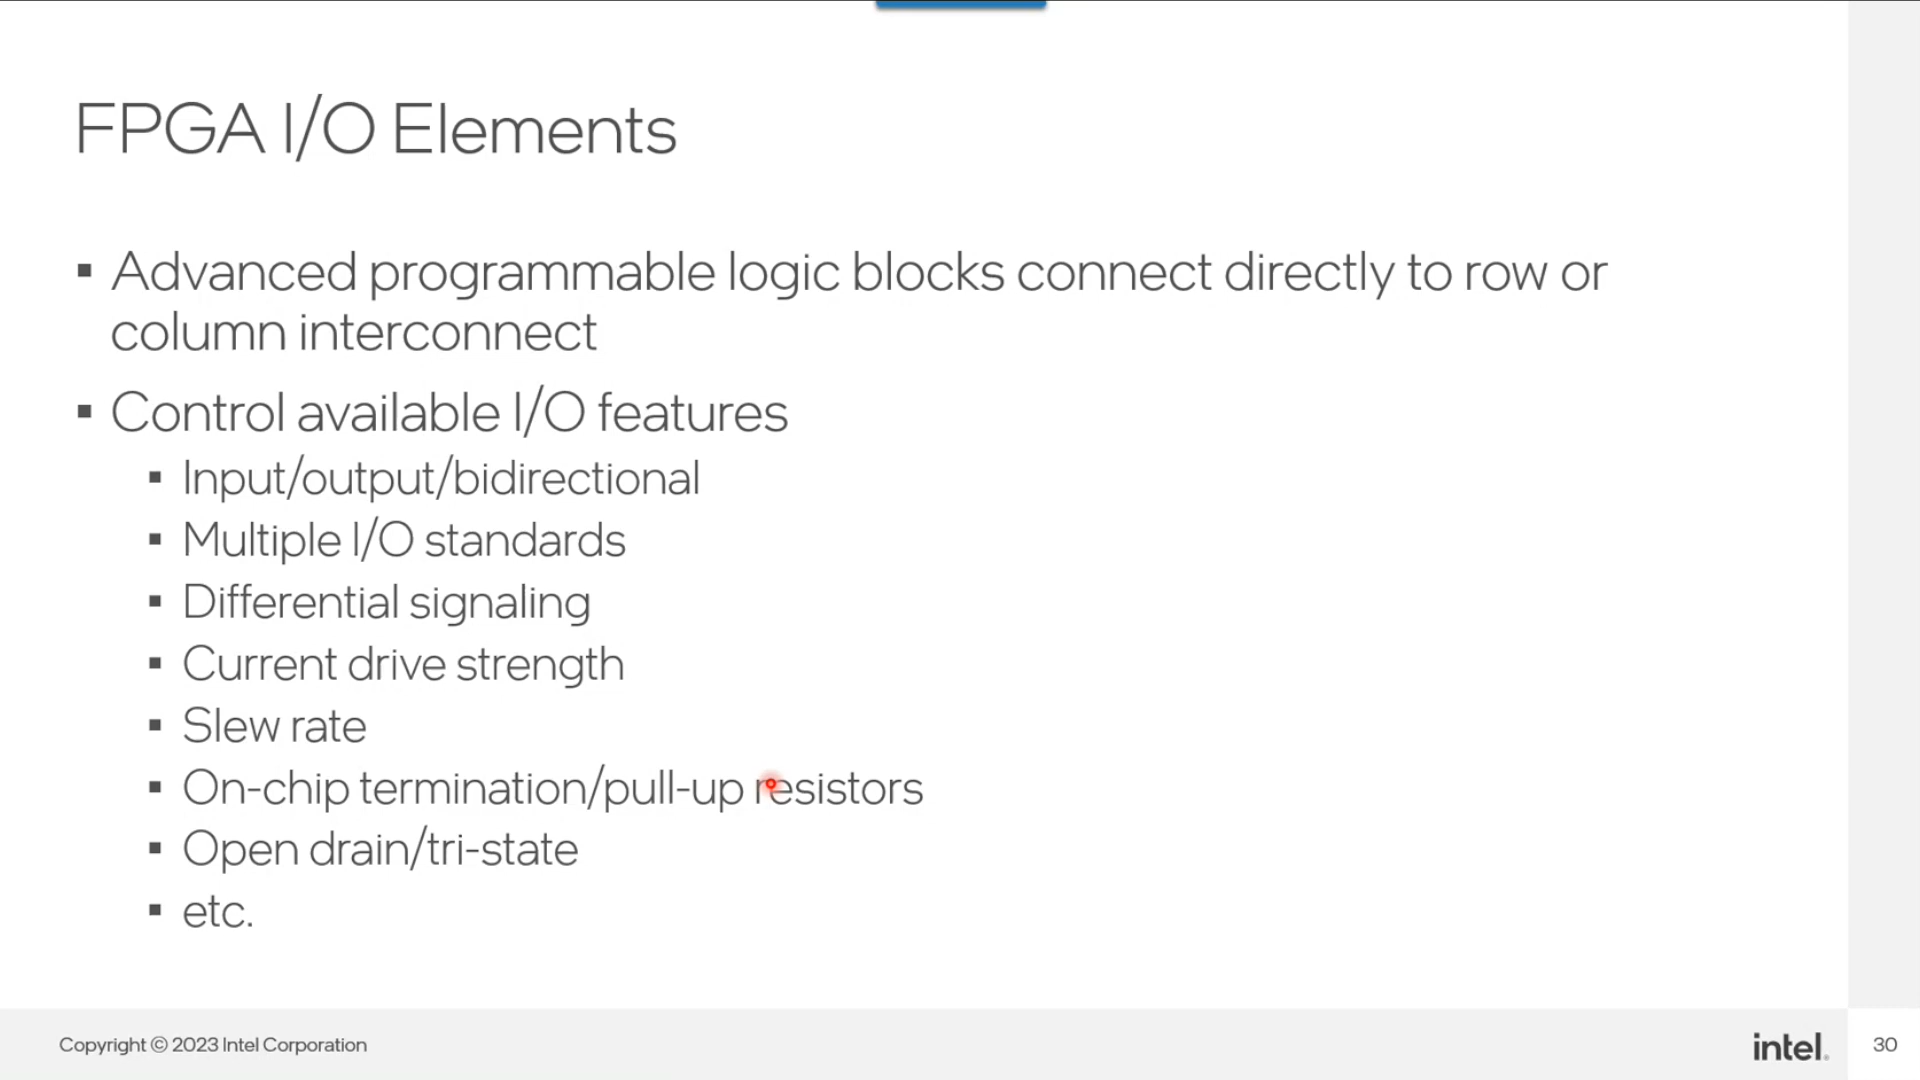 FPGA I/O Elements
▪ Advanced programmable logic blocks connect directly to row or
column interconnect
▪ Control available I/O features
▪ Input/output/bidirectional
▪ Multiple I/O standards
▪ Differential signaling
▪ Current drive strength
▪ Slew rate
▪ On-chip termination/pull-up resistors
▪ Open drain/tri-state
▪ etc.
Copyright © 2023 Intel Corporation
intel.
30